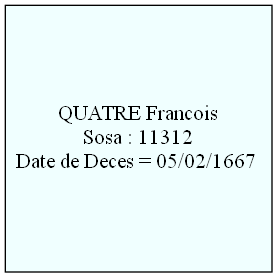 QUATRE Francois
Sosa : 11312
Date de Deces = 05/02/1667